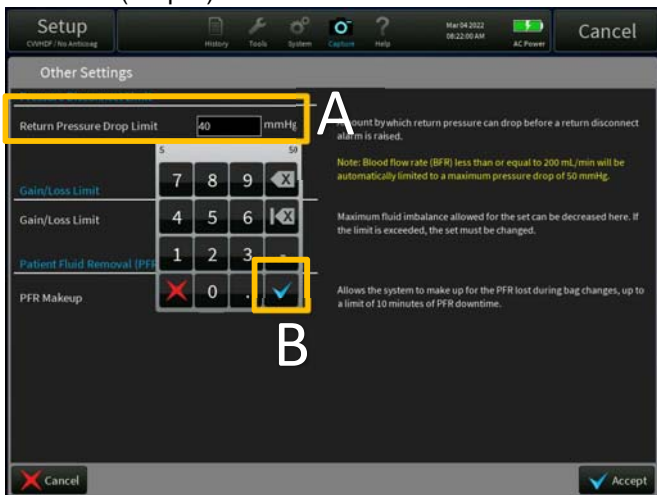 Setup
CVVHDF / No Anticoag
History
Tools
System
Capture
Help
Mar 04 2022
08:22:00 AM
AC Power
Cancel
Other Settings
Return Pressure Drop Limit 40 mmHg
A
amount by which return pressure can drop before a return disconnect
alarm is raised.
5 50
Note: Blood flow rate (BFR) less than or equal to 200 mL/min will be
automatically limited to a maximum pressure drop of 50 mmHg.
7 8 9
Gain/Loss Limit
Gain/Loss Limit
4 5 6
Maximum fluid imbalance allowed for the set can be decreased here. If
the limit is exceeded, the set must be changed.
1 2 3 -
Patient Fluid Removal (PFR
PFR Makeup
0 .
Allows the system to make up for the PFR lost during bag changes, up to
a limit of 10 minutes of PFR downtime.
B
Cancel
Accept